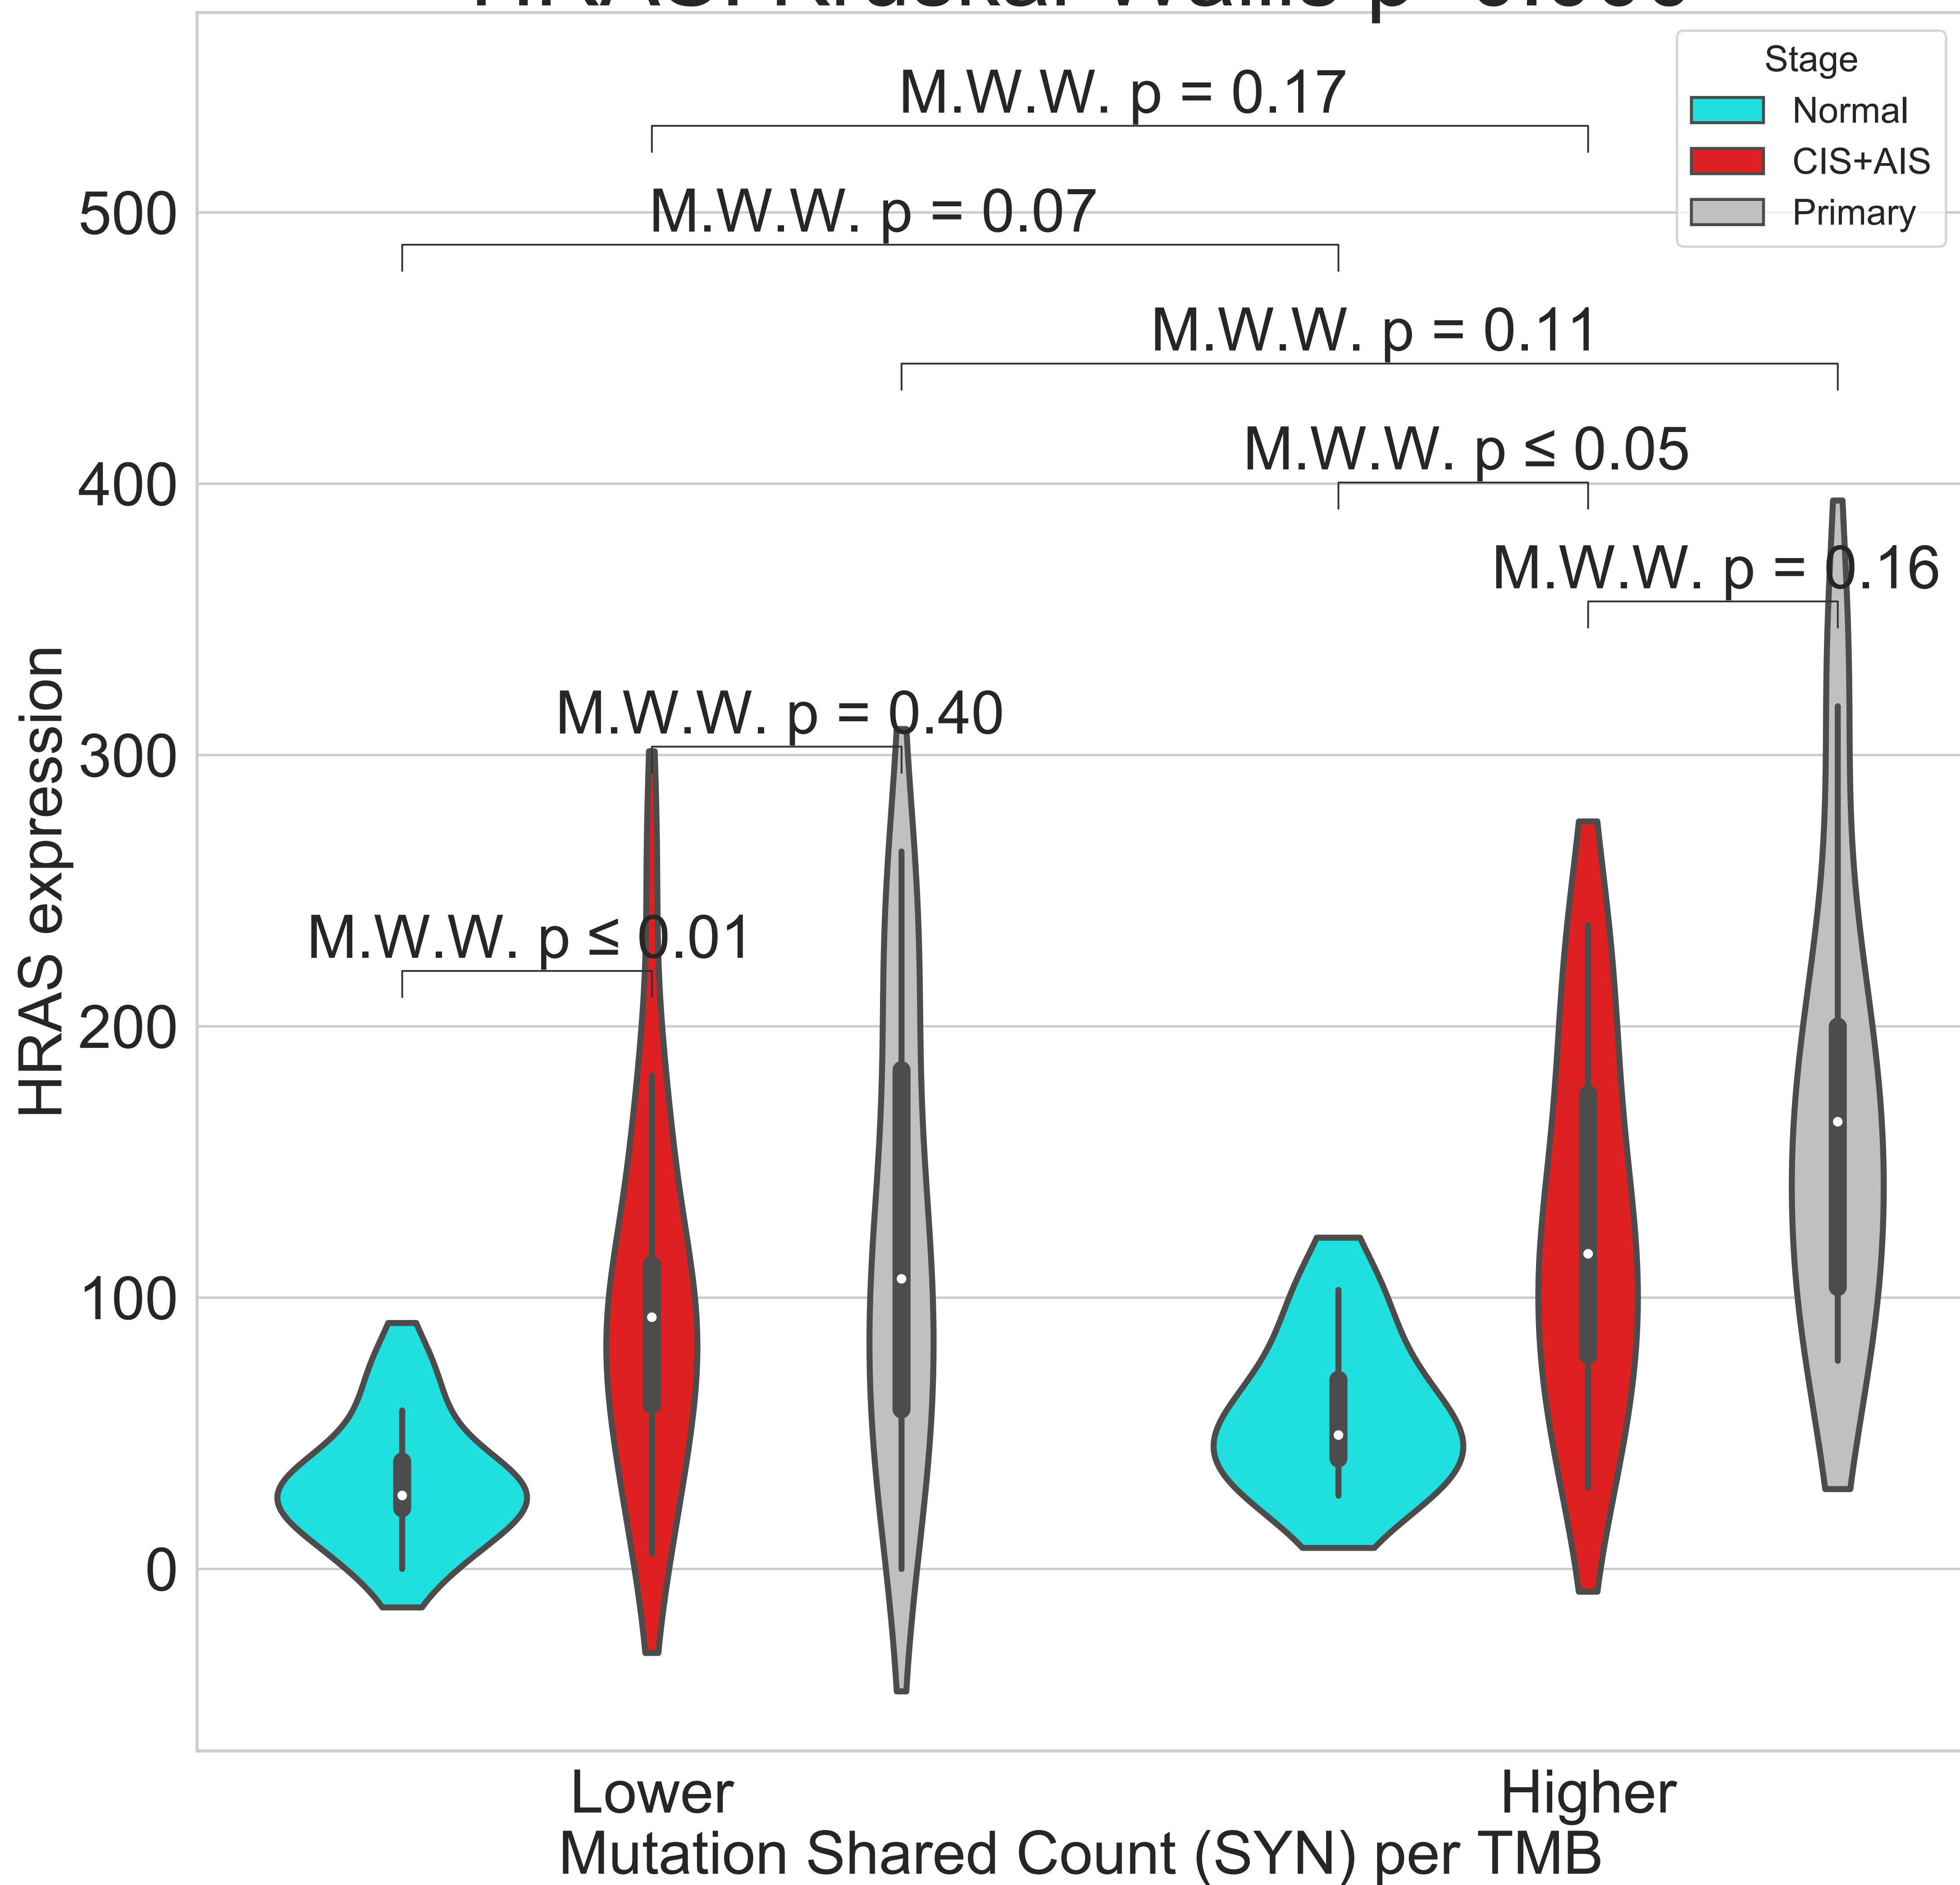 Stage
Normal
CIS+AIS
Primary
M.W.W. p = 0.17
M.W.W. p = 0.07
M.W.W. p = 0.11
M.W.W. p ≤ 0.05
M.W.W. p = 0.16
M.W.W. p = 0.40
M.W.W. p ≤ 0.01
500
400
300
200
100
0
HRAS expression
Lower
Higher
Mutation Shared Count (SYN) per TMB